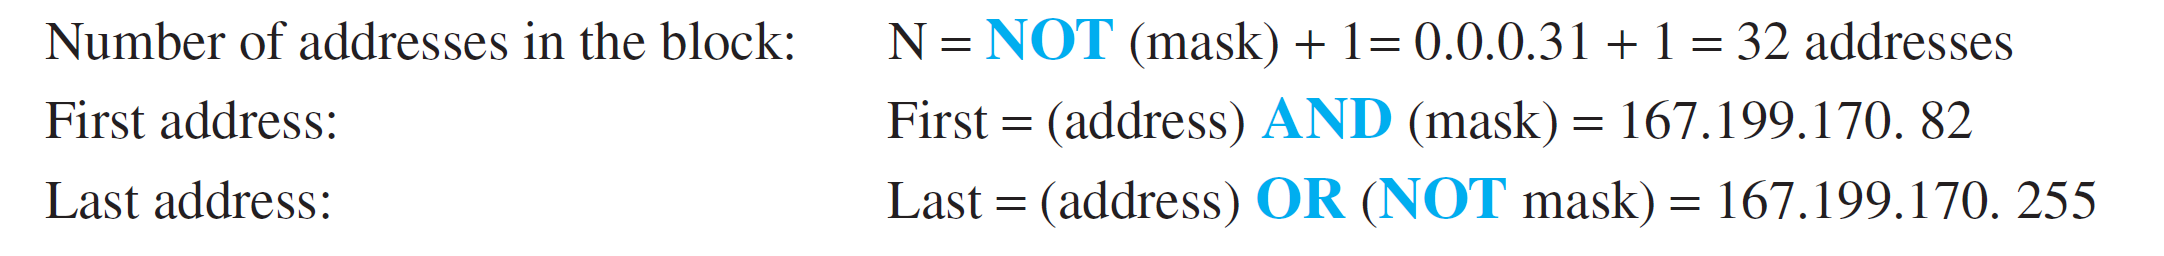 Number of addresses in the block: N = NOT (mask) + 1= 0.0.0.31 + 1 = 32 addresses
First address: First = (address) AND (mask) = 167.199.170. 82
Last address: Last = (address) OR (NOT mask) = 167.199.170. 255